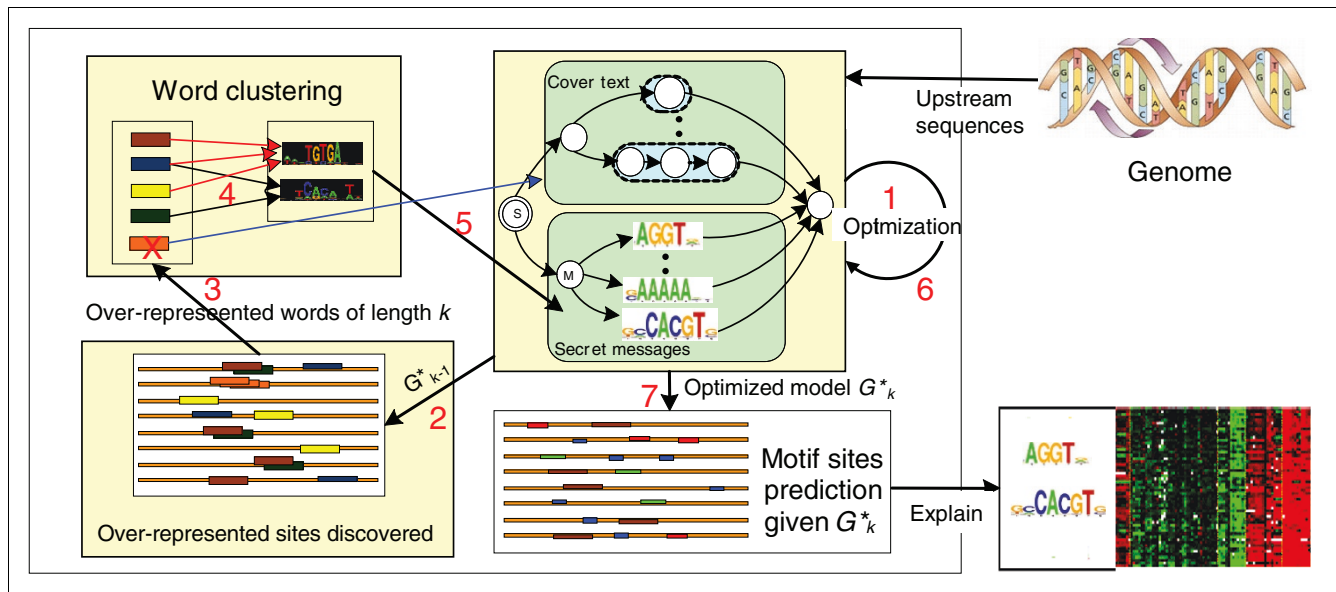 Word clustering
X
4
3
Over-represented words of length k
Over-represented sites discovered
G*k-1
2
5
Cover text
S
M
AGGT
AAAAA
GCCACGTG
Secret messages
1
Optmization
6
Upstream
sequences
Genome
7
Optimized model G*k
Motif sites
prediction
given G*k
Explain
AGGT
GCCACGTG
TGTGA